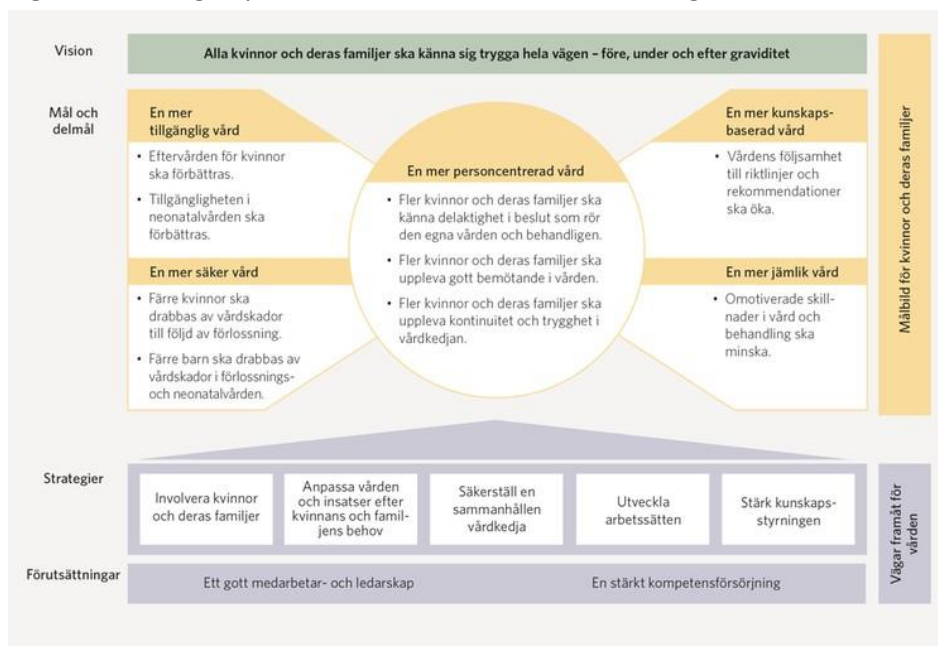 Vision
Alla kvinnor och deras familjer ska känna sig trygga hela vägen – före, under och efter graviditet
Mål och
delmål
En mer
tillgänglig vård
• Eftervården för kvinnor
ska förbättras.
• Tillgängligheten i
neonatalvården ska
förbättras.
En mer säker vård
• Färre kvinnor ska
drabbas av vårdskador
till följd av förlossning.
• Färre barn ska drabbas av
vårdskador i förlossnings-
och neonatalvården.
En mer personcentrerad vård
• Fler kvinnor och deras familjer ska
känna delaktighet i beslut som rör
den egna vården och behandligen.
• Fler kvinnor och deras familjer ska
uppleva gott bemötande i vården.
• Fler kvinnor och deras familjer ska
uppleva kontinuitet och trygghet i
vårdkedjan.
En mer kunskaps-
baserad vård
• Vårdens följsamhet
till riktlinjer och
rekommendationer
ska öka.
En mer jämlik vård
• Omotiverade skill-
nader i vård och
behandling ska
minska.
Målbild för kvinnor och deras familjer
Strategier
Involvera kvinnor
och deras familjer
Anpassa vården
och insatser efter
kvinnans och famil-
jens behov
Säkerställ en
sammanhållen
vårdkedja
Utveckla
arbetssätten
Stärk kunskaps-
styrningen
Förutsättningar
Ett gott medarbetar- och ledarskap
En stärkt kompetensförsörjning
Vägar framåt för
vården